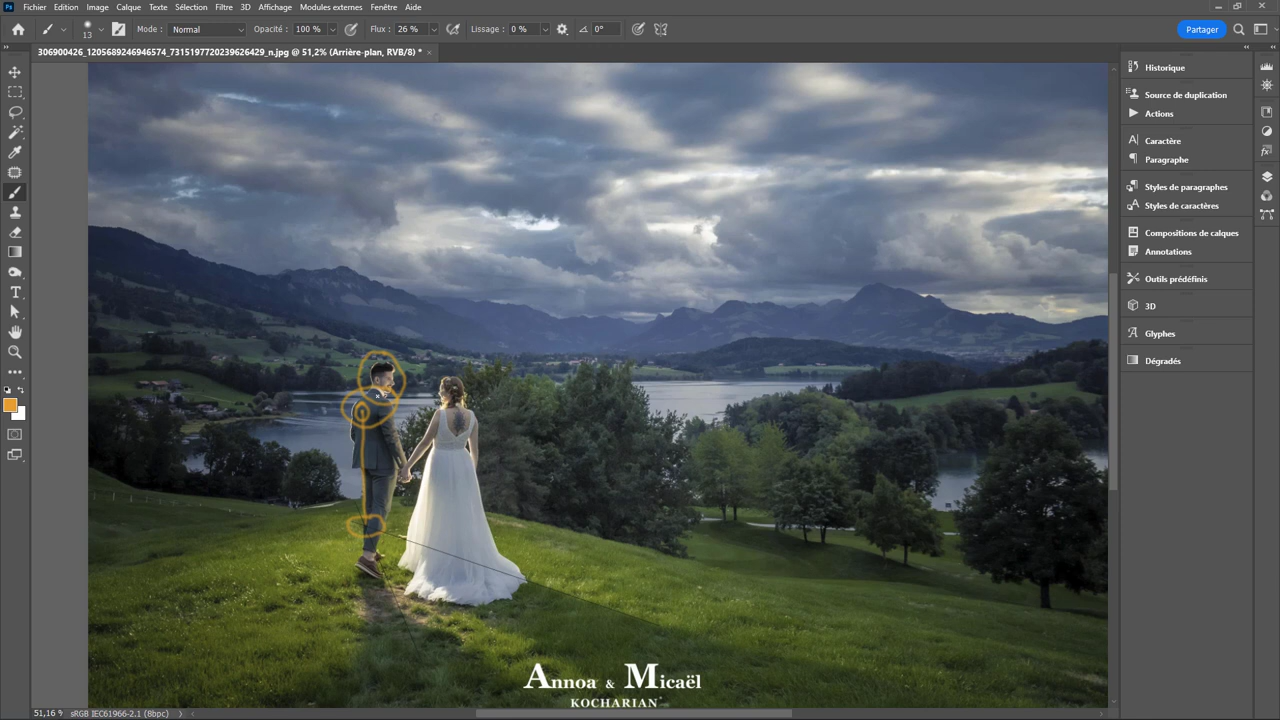 Fichier Edition Image Calque Texte Sélection Filtre 3D Affichage Modules externes Fenêtre Aide
13 Mode : Normal Opacité : 100 % Flux : 26 % Lissage : 0 % 0° Partager
306900426_1205689246946574_7315197720239626429_n.jpg @ 51,2% (Arrière-plan, RVB/8) *
Historique
Source de duplication
Actions
Caractère
Paragraphe
Styles de paragraphes
Styles de caractères
Compositions de calques
Annotations
Outils prédéfinis
3D
Glyphes
Dégradés
Annoa & Micaël
KOCHARIAN
51,16 % sRGB IEC61966-2.1 (8bpc)